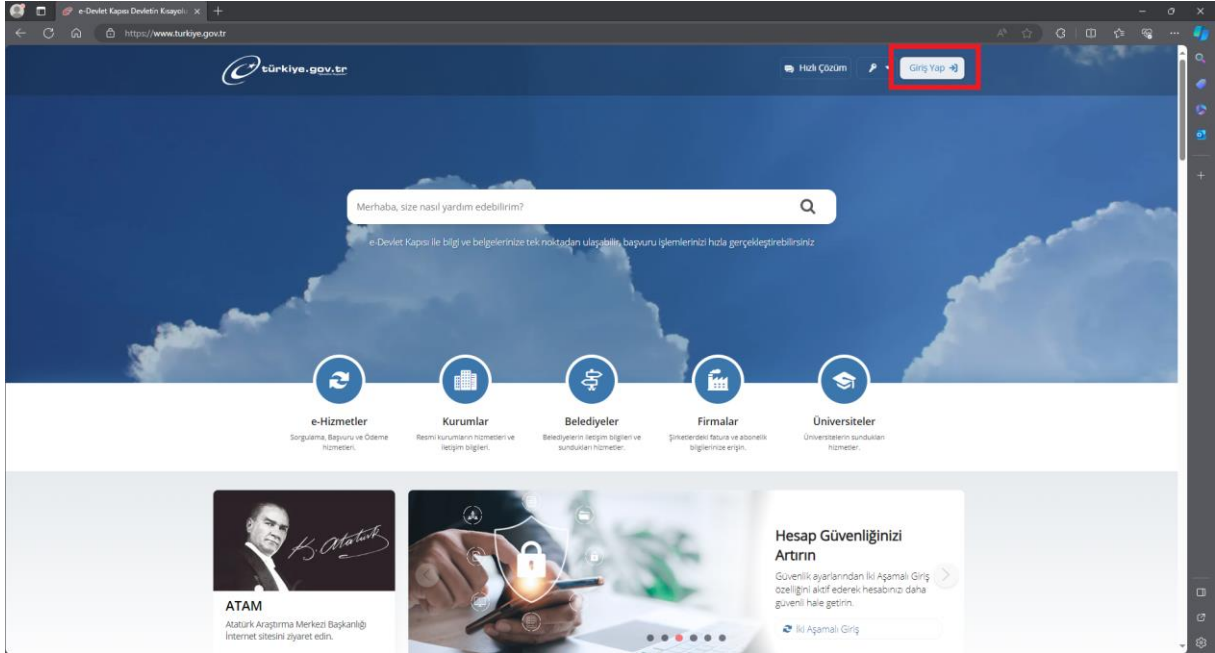 e-Devlet Kapısı Devletin Kısayolu
https://www.turkiye.gov.tr
türkiye.gov.tr
Hızlı Çözüm
Giriş Yap
Merhaba, size nasıl yardım edebilirim?
e-Devlet Kapısı ile bilgi ve belgelerinize tek noktadan ulaşabilir, başvuru işlemlerinizi hızla gerçekleştirebilirsiniz
e-Hizmetler
Sorgulama, Başvuru ve Ödeme
hizmetleri.
Kurumlar
Resmi kurumların hizmetleri ve
iletişim bilgileri.
Belediyeler
Belediyelerin iletişim bilgileri ve
sundukları hizmetler.
Firmalar
Şirketlerdeki fatura ve abonelik
bilgilerinize erişin.
Üniversiteler
Üniversitelerin sundukları
hizmetler.
K. Atatürk
ATAM
Atatürk Araştırma Merkezi Başkanlığı
İnternet sitesini ziyaret edin.
Hesap Güvenliğinizi
Artırın
Güvenlik ayarlarından İki Aşamalı Giriş
özelliğini aktif ederek hesabınızı daha
güvenli hale getirin.
İki Aşamalı Giriş